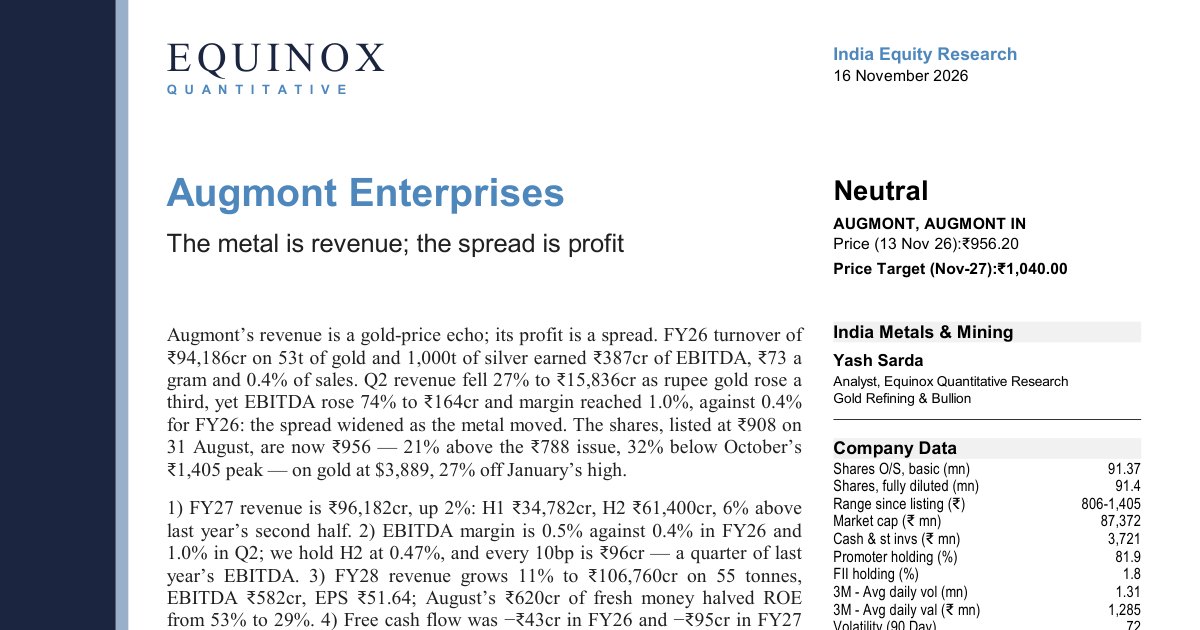 EQUINOX
QUANTITATIVE
India Equity Research
16 November 2026
Augmont Enterprises
The metal is revenue; the spread is profit
Neutral
AUGMONT, AUGMONT IN
Price (13 Nov 26):₹956.20
Price Target (Nov-27):₹1,040.00
Augmont’s revenue is a gold-price echo; its profit is a spread. FY26 turnover of
₹94,186cr on 53t of gold and 1,000t of silver earned ₹387cr of EBITDA, ₹73 a
gram and 0.4% of sales. Q2 revenue fell 27% to ₹15,836cr as rupee gold rose a
third, yet EBITDA rose 74% to ₹164cr and margin reached 1.0%, against 0.4%
for FY26: the spread widened as the metal moved. The shares, listed at ₹908 on
31 August, are now ₹956 — 21% above the ₹788 issue, 32% below October’s
₹1,405 peak — on gold at $3,889, 27% off January’s high.
1) FY27 revenue is ₹96,182cr, up 2%: H1 ₹34,782cr, H2 ₹61,400cr, 6% above
last year’s second half. 2) EBITDA margin is 0.5% against 0.4% in FY26 and
1.0% in Q2; we hold H2 at 0.47%, and every 10bp is ₹96cr — a quarter of last
year’s EBITDA. 3) FY28 revenue grows 11% to ₹106,760cr on 55 tonnes,
EBITDA ₹582cr, EPS ₹51.64; August’s ₹620cr of fresh money halved ROE
from 53% to 29%. 4) Free cash flow was −₹43cr in FY26 and −₹95cr in FY27
India Metals & Mining
Yash Sarda
Analyst, Equinox Quantitative Research
Gold Refining & Bullion
Company Data
Shares O/S, basic (mn) 91.37
Shares, fully diluted (mn) 91.4
Range since listing (₹) 806-1,405
Market cap (₹ mn) 87,372
Cash & st invs (₹ mn) 3,721
Promoter holding (%) 81.9
FII holding (%) 1.8
3M - Avg daily vol (mn) 1.31
3M - Avg daily val (₹ mn) 1,285
Volatility (90 Day) 72